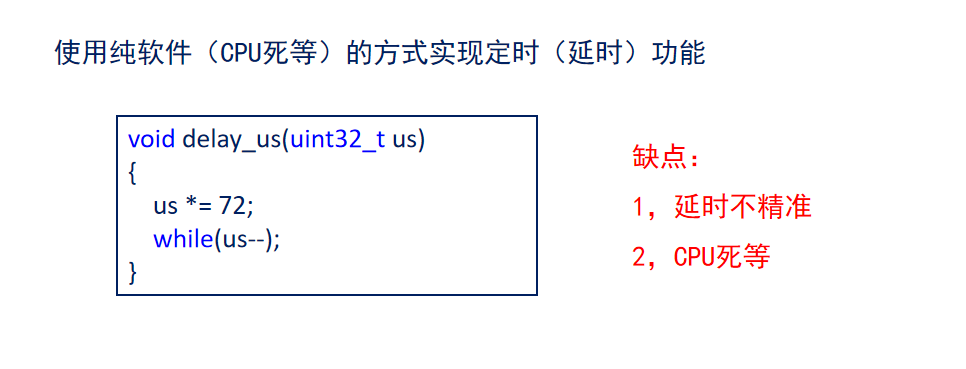 使用纯软件（CPU死等）的方式实现定时（延时）功能
void delay_us(uint32_t us)
{
us *= 72;
while(us--);
}
缺点：
1，延时不精准
2，CPU死等